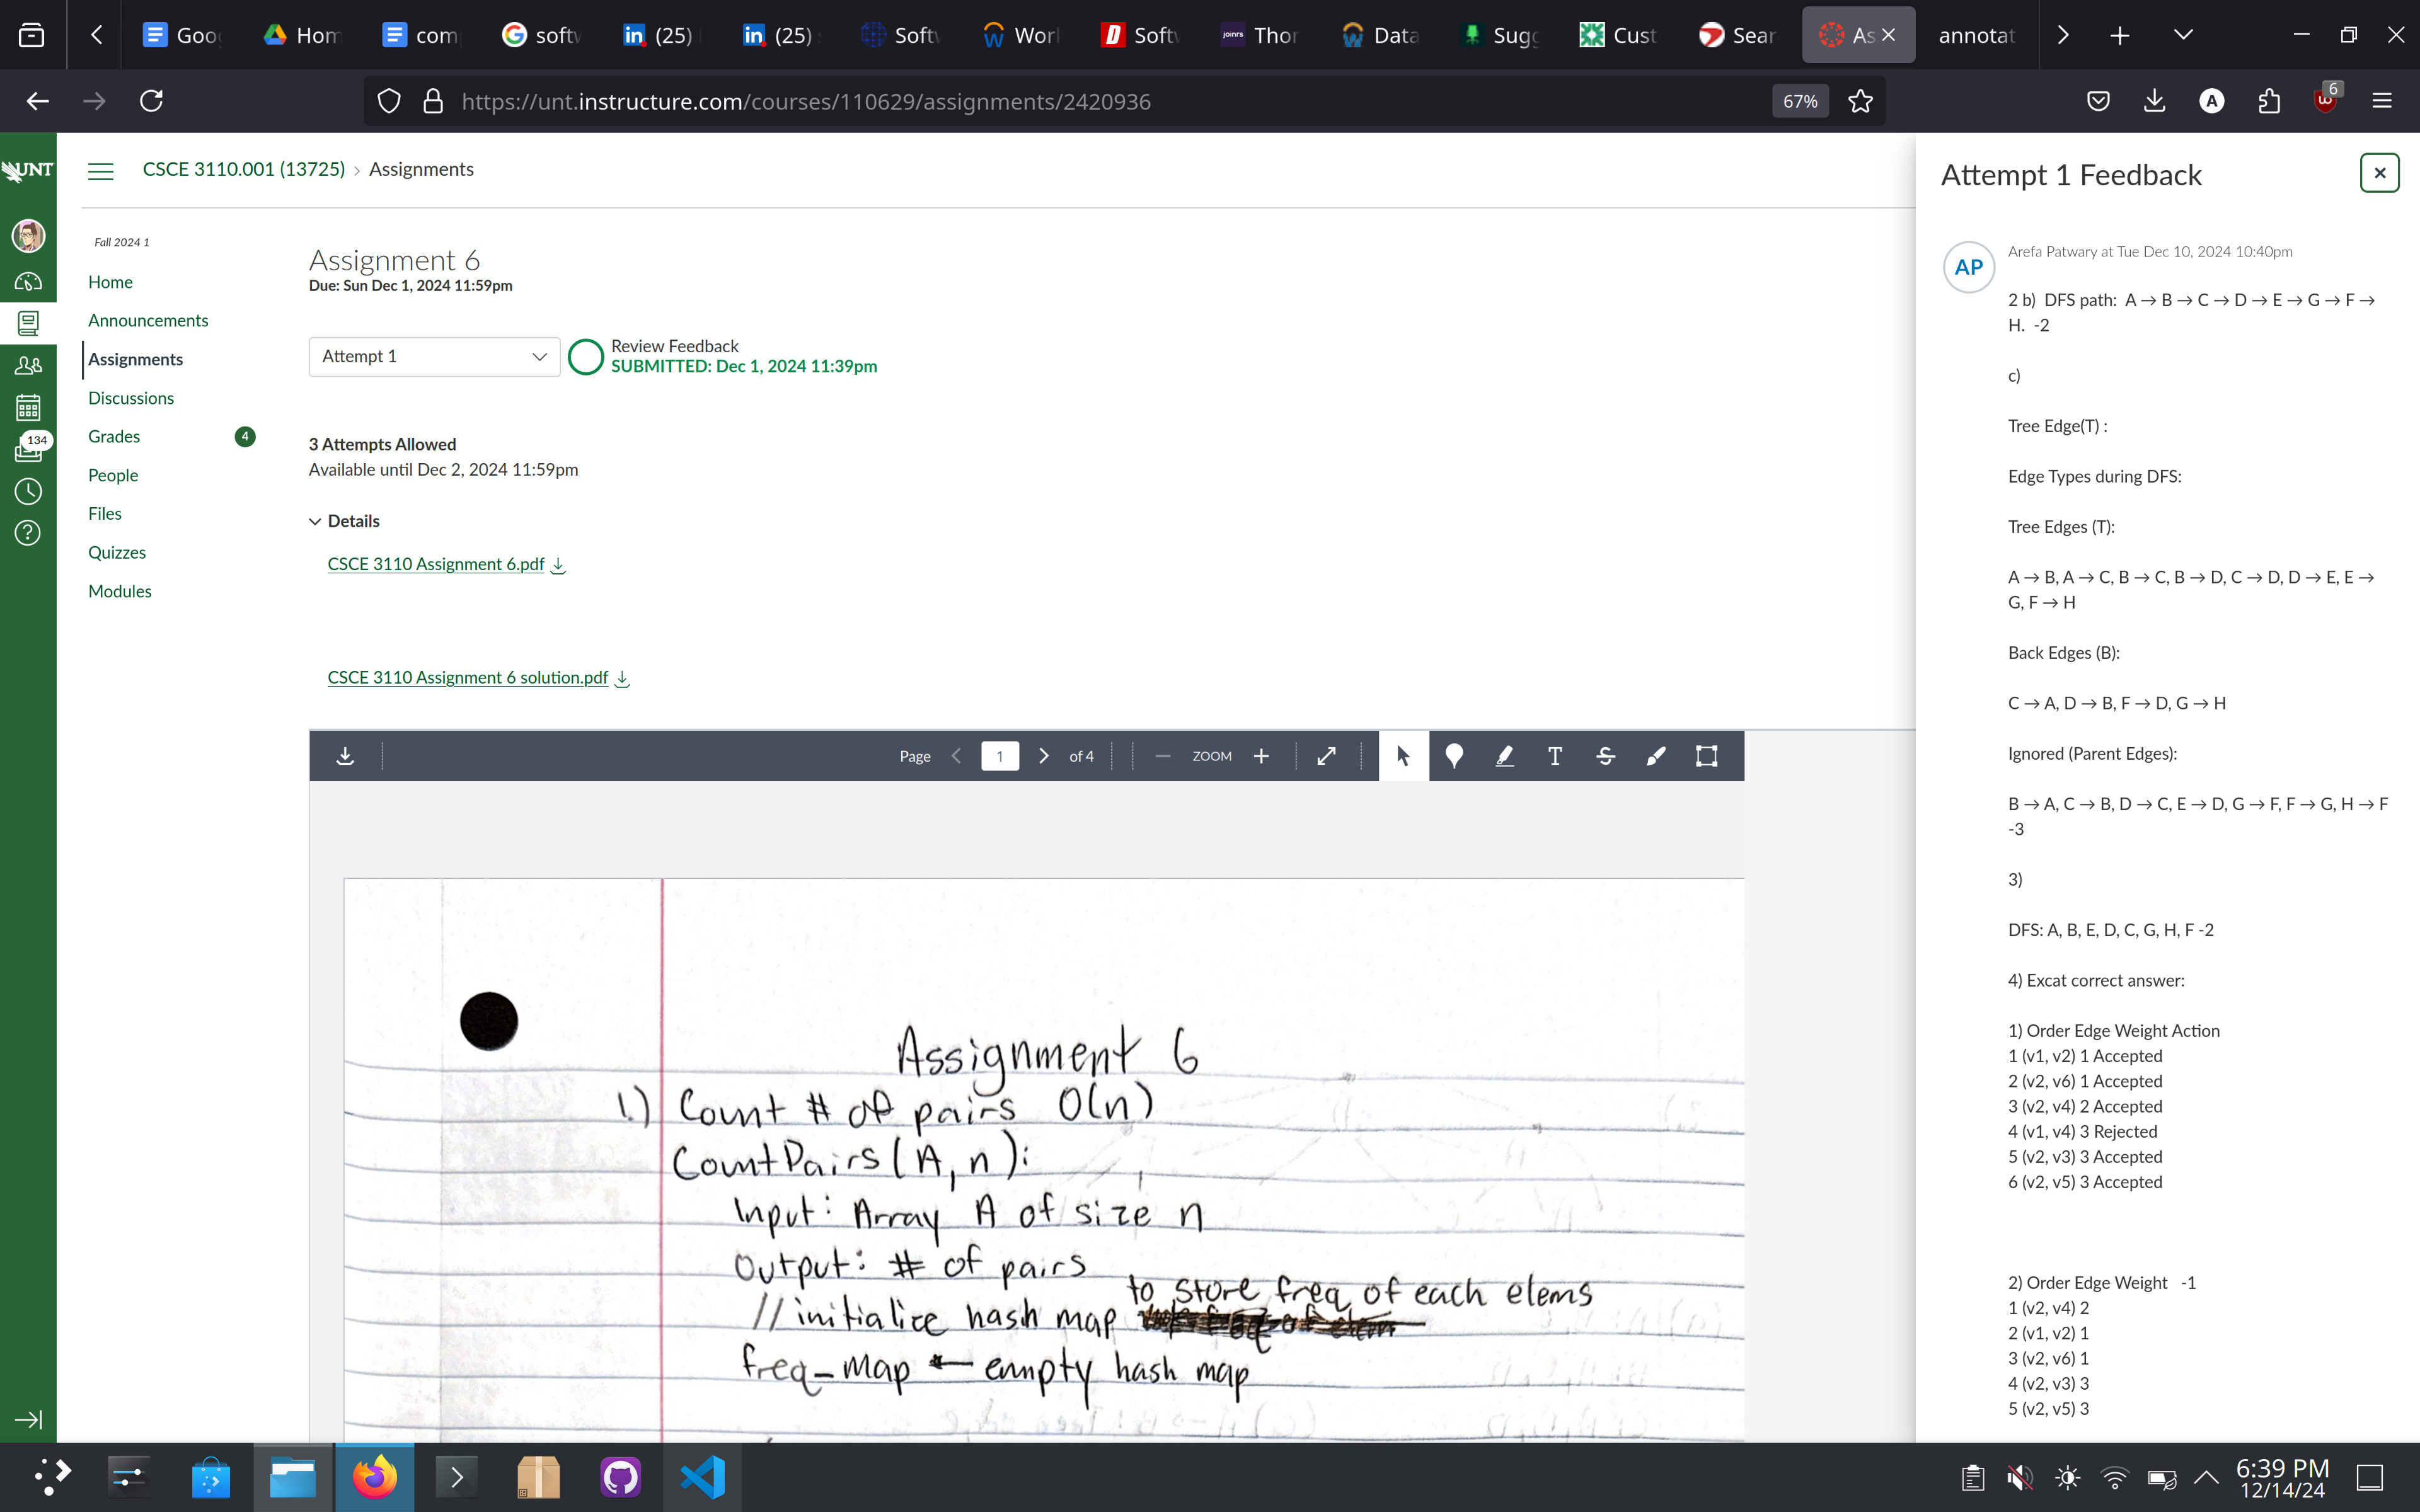 Goo
Hom
com
softw
(25)
(25)
Softw
Wor
Soft
joinrs
Thor
Data
Sugg
Cust
Sear
As
annotat
https://unt.instructure.com/courses/110629/assignments/2420936
67%
A
6
UNT
134
CSCE 3110.001 (13725) › Assignments
Fall 2024 1
Home
Announcements
Assignments
Discussions
Grades
4
People
Files
Quizzes
Modules
Assignment 6
Due: Sun Dec 1, 2024 11:59pm
Attempt 1
Review Feedback
SUBMITTED: Dec 1, 2024 11:39pm
3 Attempts Allowed
Available until Dec 2, 2024 11:59pm
Details
CSCE 3110 Assignment 6.pdf
CSCE 3110 Assignment 6 solution.pdf
Page 1 of 4
ZOOM
T
Assignment 6
1.) Count # of pairs O(n)
CountPairs(A, n):
Input: Array A of size n
Output: # of pairs
to store freq of each elems
// initialize hash map
freq_map ← empty hash map
Attempt 1 Feedback
AP
Arefa Patwary at Tue Dec 10, 2024 10:40pm
2 b) DFS path: A → B → C → D → E → G → F →
H. -2
c)
Tree Edge(T) :
Edge Types during DFS:
Tree Edges (T):
A → B, A → C, B → C, B → D, C → D, D → E, E →
G, F → H
Back Edges (B):
C → A, D → B, F → D, G → H
Ignored (Parent Edges):
B → A, C → B, D → C, E → D, G → F, F → G, H → F
-3
3)
DFS: A, B, E, D, C, G, H, F -2
4) Excat correct answer:
1) Order Edge Weight Action
1 (v1, v2) 1 Accepted
2 (v2, v6) 1 Accepted
3 (v2, v4) 2 Accepted
4 (v1, v4) 3 Rejected
5 (v2, v3) 3 Accepted
6 (v2, v5) 3 Accepted
2) Order Edge Weight -1
1 (v2, v4) 2
2 (v1, v2) 1
3 (v2, v6) 1
4 (v2, v3) 3
5 (v2, v5) 3
6:39 PM
12/14/24